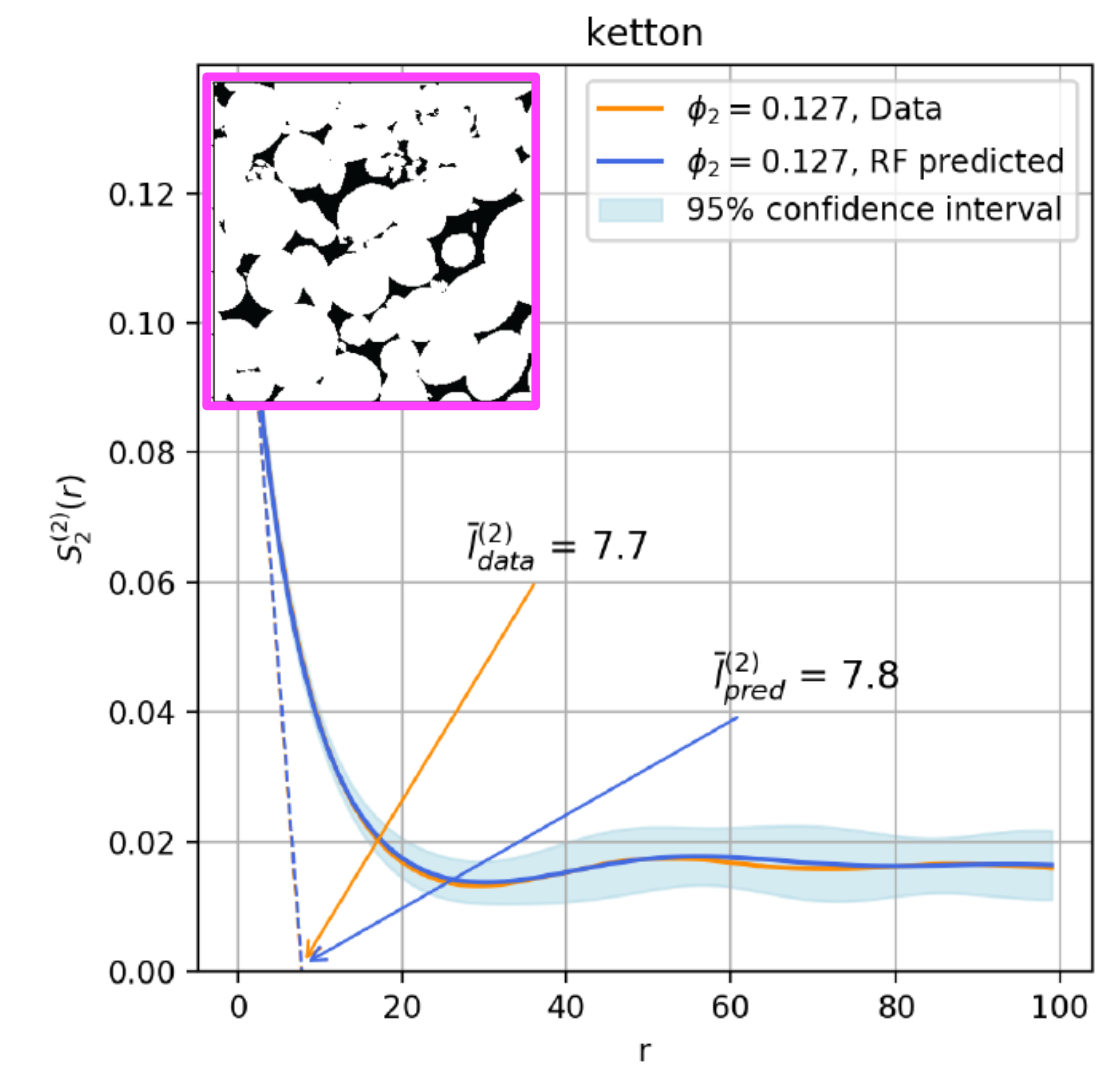 ketton
ϕ₂ = 0.127, Data
ϕ₂ = 0.127, RF predicted
95% confidence interval
0.12
0.10
0.08
0.06
0.04
0.02
0.00
S₂⁽²⁾(r)
l̄⁽²⁾data = 7.7
l̄⁽²⁾pred = 7.8
0 20 40 60 80 100
r